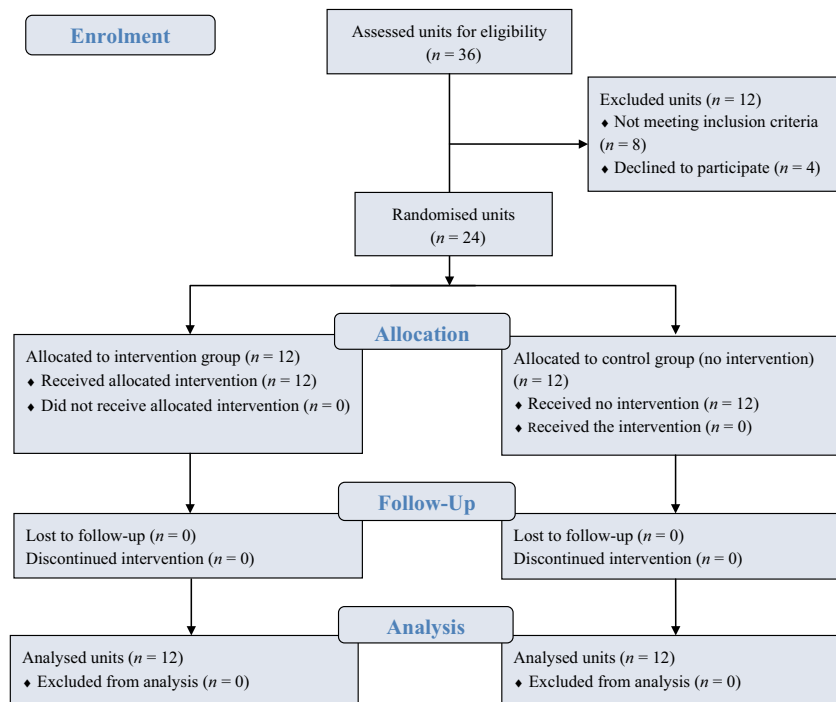 Enrolment
Assessed units for eligibility
(n = 36)
Excluded units (n = 12)
♦ Not meeting inclusion criteria
(n = 8)
♦ Declined to participate (n = 4)
Randomised units
(n = 24)
Allocation
Allocated to intervention group (n = 12)
♦ Received allocated intervention (n = 12)
♦ Did not receive allocated intervention (n = 0)
Allocated to control group (no intervention)
(n = 12)
♦ Received no intervention (n = 12)
♦ Received the intervention (n = 0)
Follow-Up
Lost to follow-up (n = 0)
Discontinued intervention (n = 0)
Lost to follow-up (n = 0)
Discontinued intervention (n = 0)
Analysis
Analysed units (n = 12)
♦ Excluded from analysis (n = 0)
Analysed units (n = 12)
♦ Excluded from analysis (n = 0)